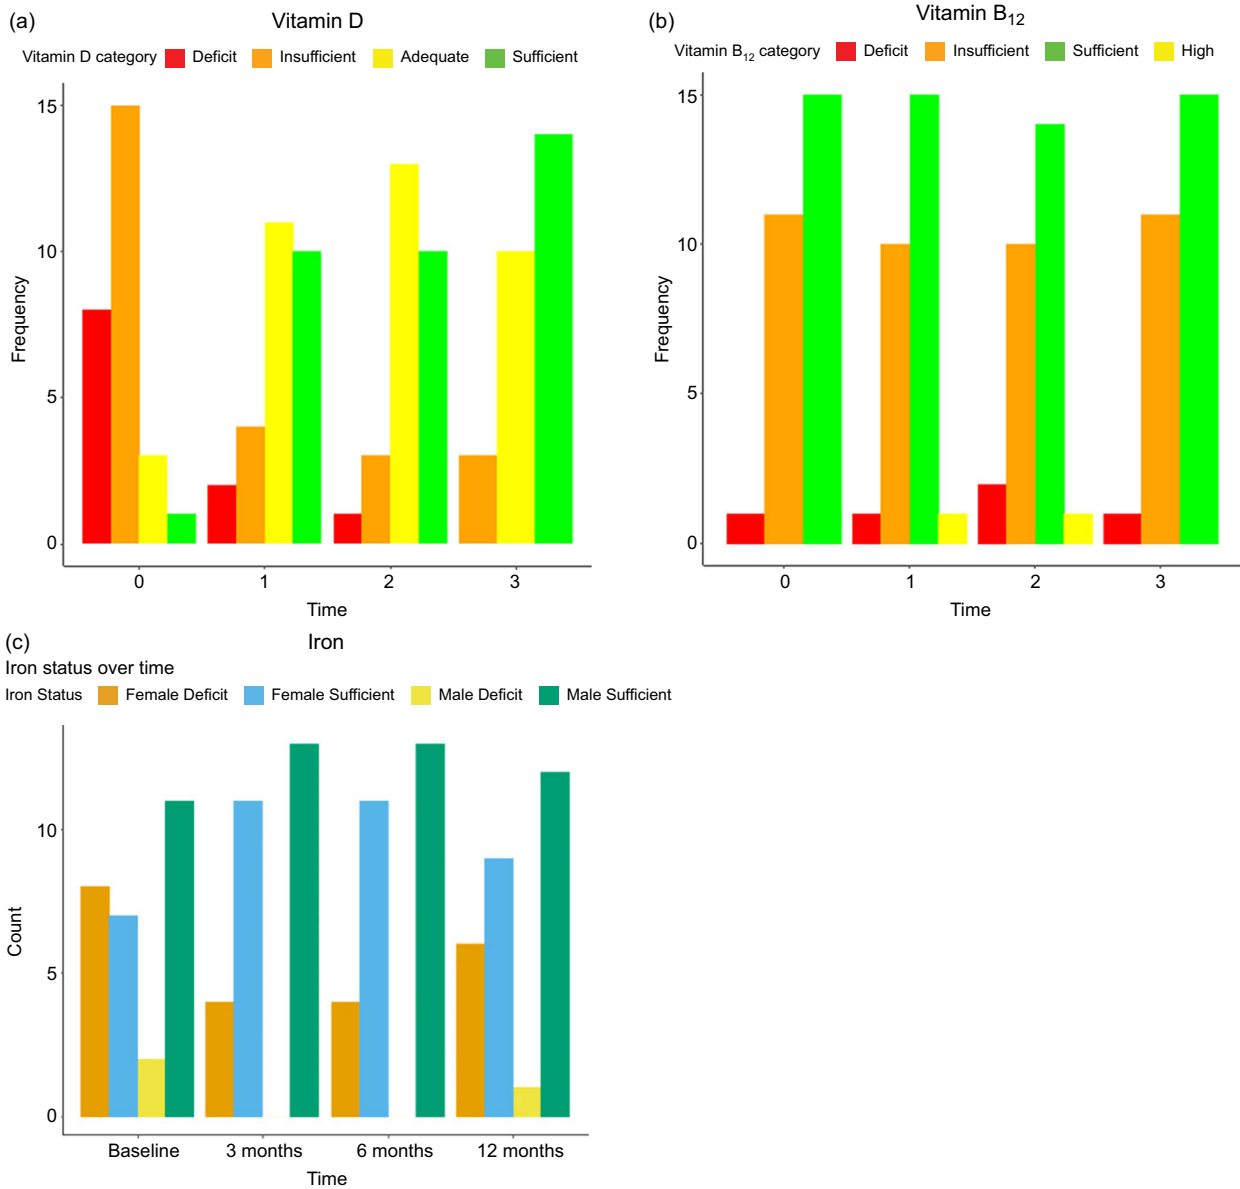 (a) Vitamin D
Vitamin D category Deficit Insufficient Adequate Sufficient
15
10
5
0
Frequency
0 1 2 3
Time
(b) Vitamin B12
Vitamin B12 category Deficit Insufficient Sufficient High
15
10
5
0
Frequency
0 1 2 3
Time
(c) Iron
Iron status over time
Iron Status Female Deficit Female Sufficient Male Deficit Male Sufficient
10
5
0
Count
Baseline 3 months 6 months 12 months
Time